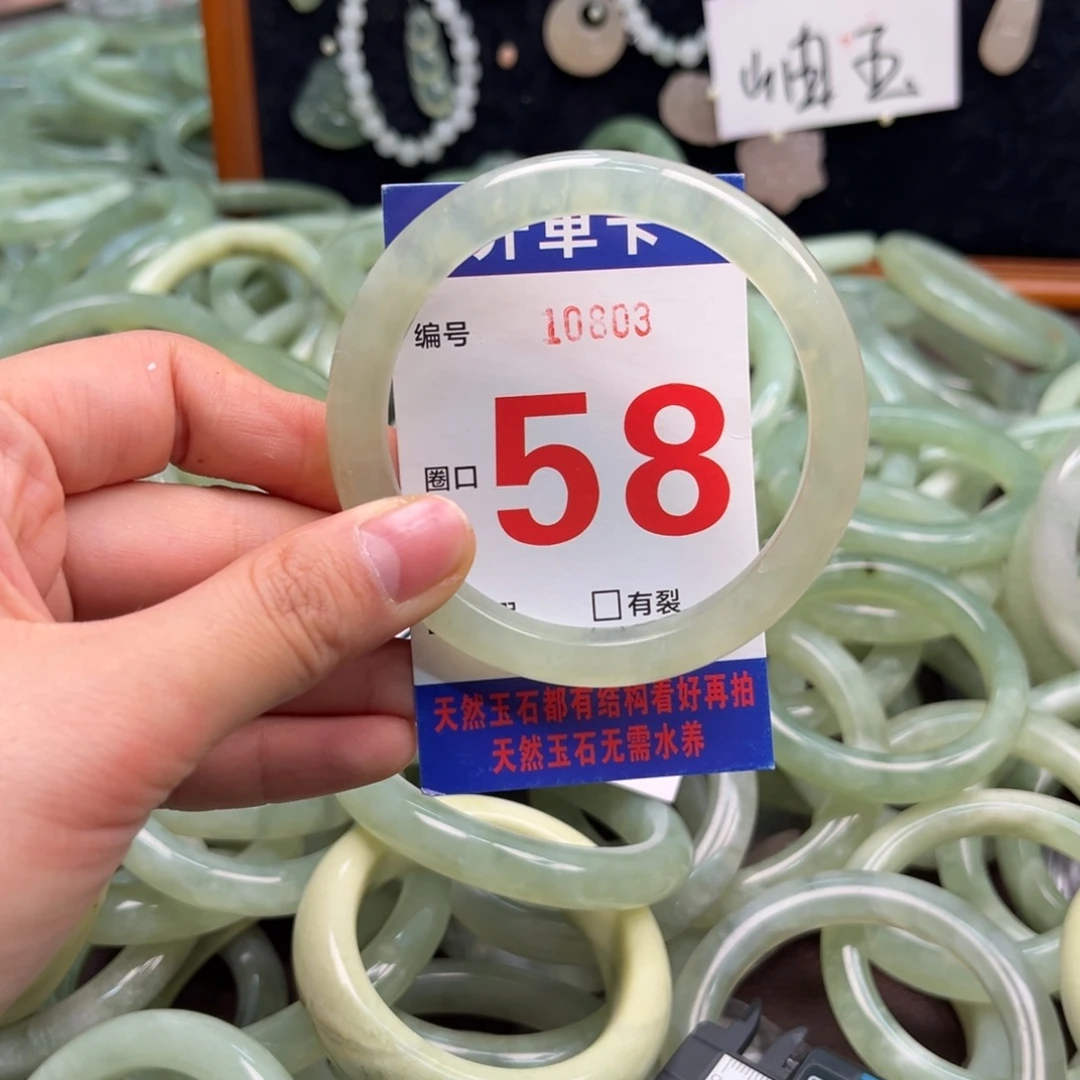 岫玉
开单卡
编号 10803
圈口 58
有裂
天然玉石都有结构看好再拍
天然玉石无需水养